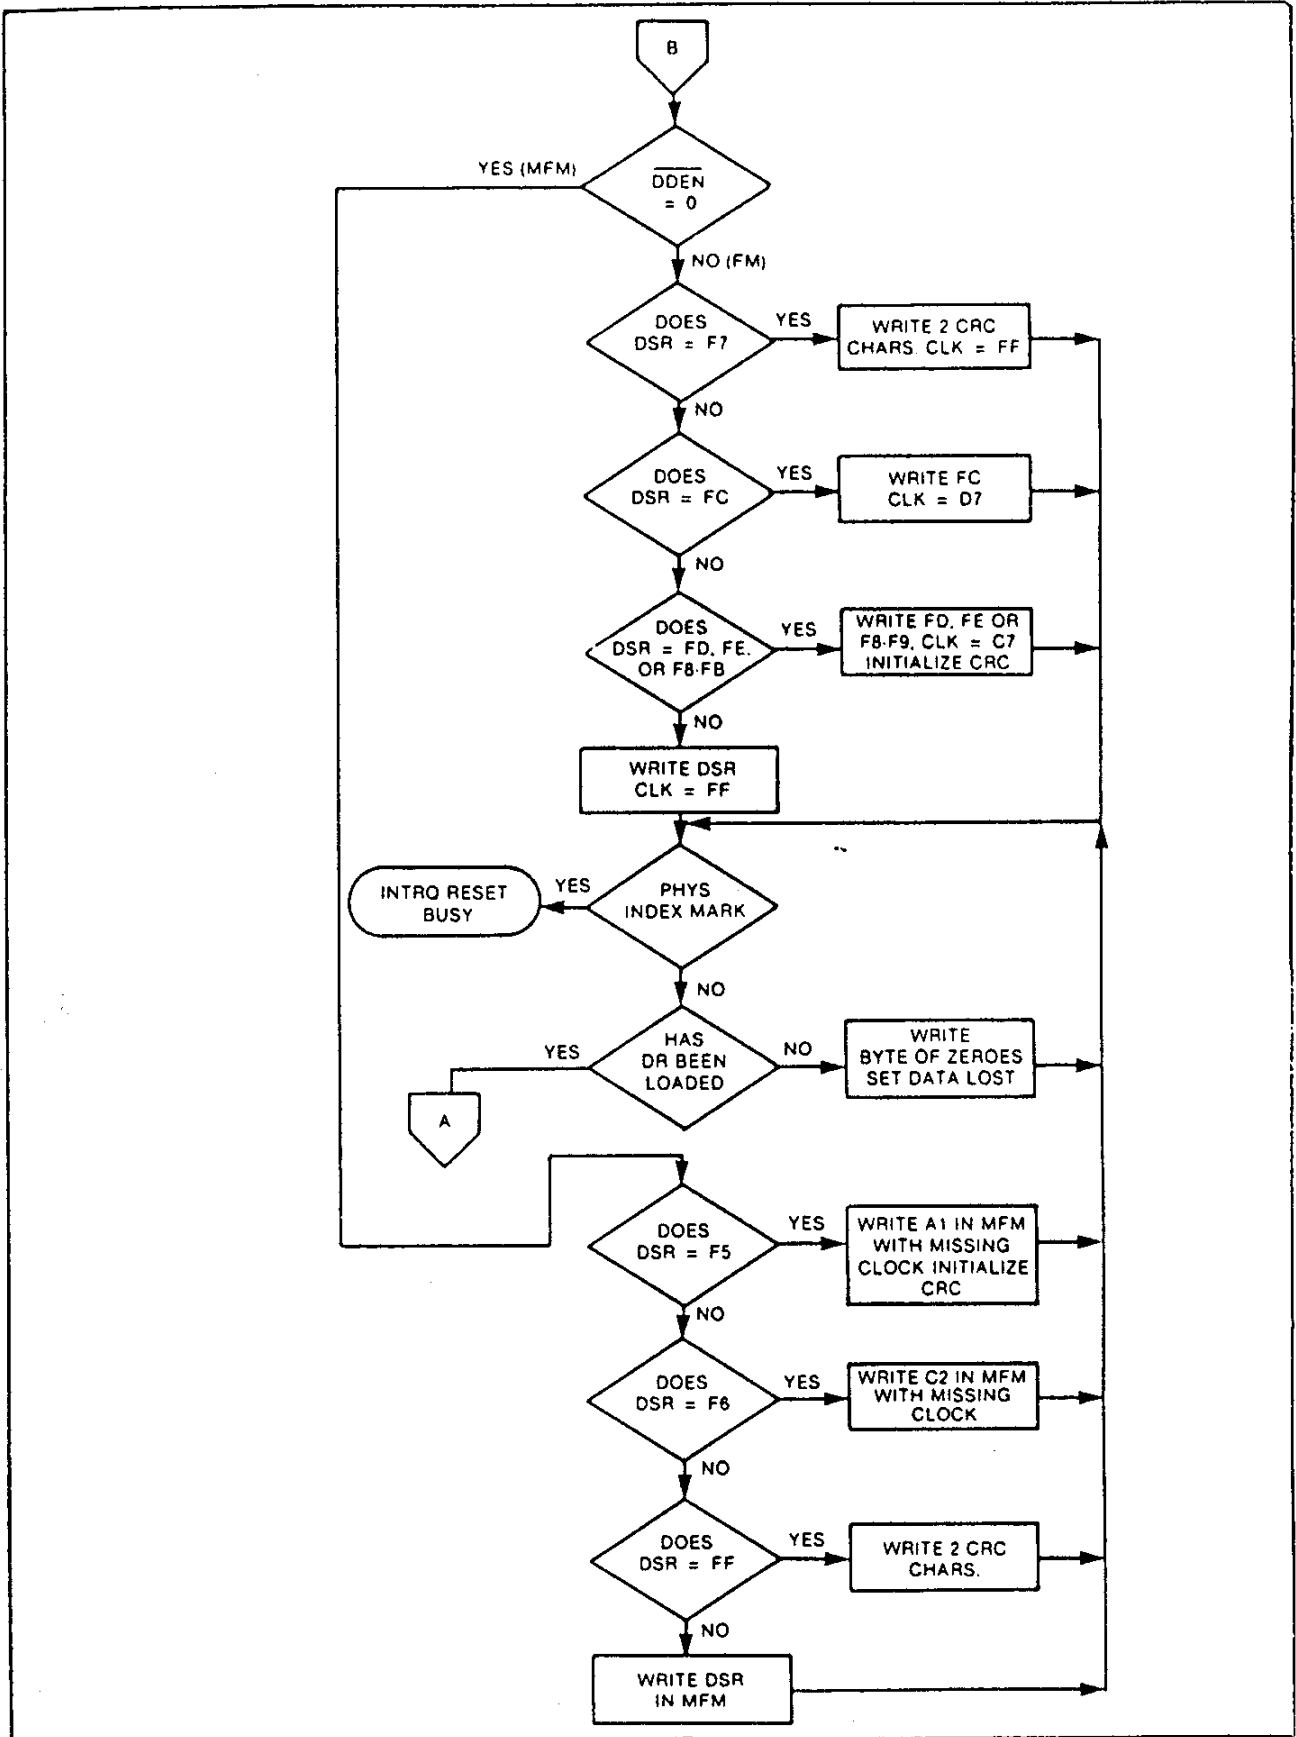 B
YES (MFM)
DDEN
= 0
NO (FM)
DOES
DSR = F7
YES
WRITE 2 CRC
CHARS. CLK = FF
NO
DOES
DSR = FC
YES
WRITE FC
CLK = D7
NO
DOES
DSR = FD, FE.
OR F8-FB
YES
WRITE FD, FE OR
F8-F9, CLK = C7
INITIALIZE CRC
NO
WRITE DSR
CLK = FF
INTRQ RESET
BUSY
YES
PHYS
INDEX MARK
NO
YES
HAS
DR BEEN
LOADED
NO
WRITE
BYTE OF ZEROES
SET DATA LOST
A
DOES
DSR = F5
YES
WRITE A1 IN MFM
WITH MISSING
CLOCK INITIALIZE
CRC
NO
DOES
DSR = F6
YES
WRITE C2 IN MFM
WITH MISSING
CLOCK
NO
DOES
DSR = FF
YES
WRITE 2 CRC
CHARS.
NO
WRITE DSR
IN MFM